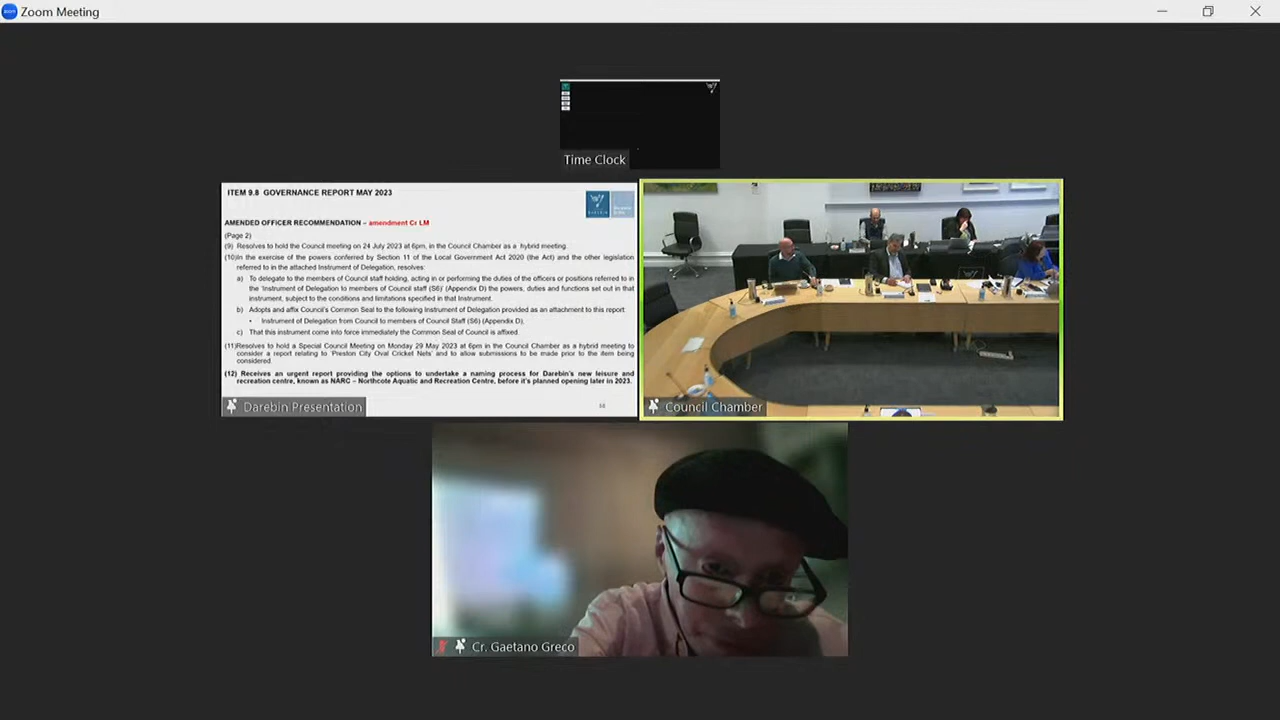 zoom Zoom Meeting
Time Clock
ITEM 9.8 GOVERNANCE REPORT MAY 2023
AMENDED OFFICER RECOMMENDATION – amendment Cr LM
(Page 2)
(9) Resolves to hold the Council meeting on 24 July 2023 at 6pm, in the Council Chamber as a hybrid meeting.
(10)In the exercise of the powers conferred by Section 11 of the Local Government Act 2020 (the Act) and the other legislation
referred to in the attached Instrument of Delegation, resolves:
a) To delegate to the members of Council staff holding, acting in or performing the duties of the officers or positions referred to in
the 'Instrument of Delegation to members of Council staff (S6)' (Appendix D) the powers, duties and functions set out in that
instrument, subject to the conditions and limitations specified in that Instrument.
b) Adopts and affix Council's Common Seal to the following Instrument of Delegation provided as an attachment to this report:
• Instrument of Delegation from Council to members of Council Staff (S6) (Appendix D).
c) That this instrument come into force immediately the Common Seal of Council is affixed.
(11)Resolves to hold a Special Council Meeting on Monday 29 May 2023 at 6pm in the Council Chamber as a hybrid meeting to
consider a report relating to 'Preston City Oval Cricket Nets' and to allow submissions to be made prior to the item being
considered.
(12) Receives an urgent report providing the options to undertake a naming process for Darebin's new leisure and
recreation centre, known as NARC – Northcote Aquatic and Recreation Centre, before it's planned opening later in 2023.
Darebin Presentation
Council Chamber
Cr. Gaetano Greco